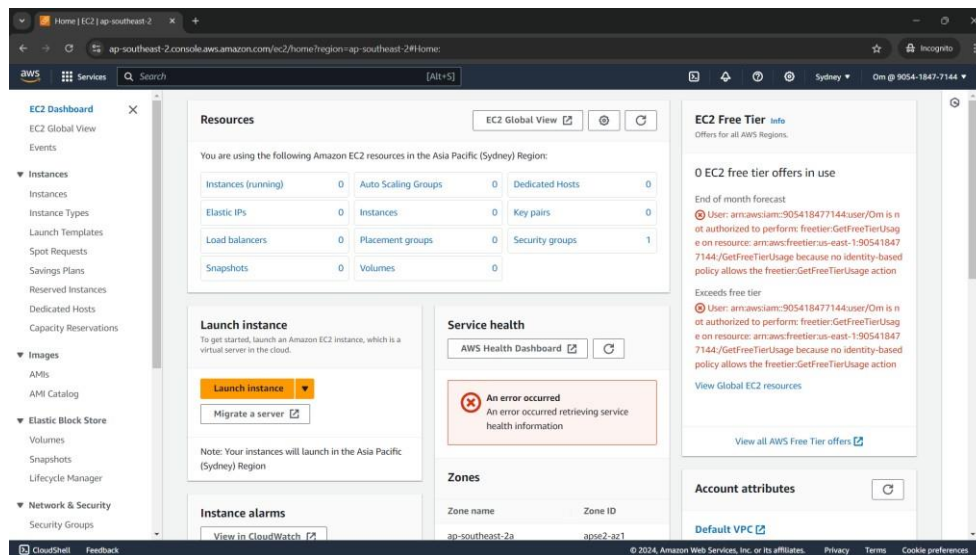 Home | EC2 | ap-southeast-2
ap-southeast-2.console.aws.amazon.com/ec2/home?region=ap-southeast-2#Home:
Incognito
aws
Services
Search
[Alt+S]
Sydney
Om @ 9054-1847-7144
EC2 Dashboard
EC2 Global View
Events
Instances
Instances
Instance Types
Launch Templates
Spot Requests
Savings Plans
Reserved Instances
Dedicated Hosts
Capacity Reservations
Images
AMIs
AMI Catalog
Elastic Block Store
Volumes
Snapshots
Lifecycle Manager
Network & Security
Security Groups
Resources
EC2 Global View
You are using the following Amazon EC2 resources in the Asia Pacific (Sydney) Region:
Instances (running) 0 Auto Scaling Groups 0 Dedicated Hosts 0
Elastic IPs 0 Instances 0 Key pairs 0
Load balancers 0 Placement groups 0 Security groups 1
Snapshots 0 Volumes 0
Launch instance
To get started, launch an Amazon EC2 instance, which is a
virtual server in the cloud.
Launch instance
Migrate a server
Note: Your instances will launch in the Asia Pacific
(Sydney) Region
Instance alarms
View in CloudWatch
Service health
AWS Health Dashboard
An error occurred
An error occurred retrieving service
health information
Zones
Zone name Zone ID
ap-southeast-2a apse2-az1
EC2 Free Tier Info
Offers for all AWS Regions.
0 EC2 free tier offers in use
End of month forecast
User: arn:aws:iam::905418477144:user/Om is n
ot authorized to perform: freetier:GetFreeTierUsag
e on resource: arn:aws:freetier:us-east-1:90541847
7144:/GetFreeTierUsage because no identity-based
policy allows the freetier:GetFreeTierUsage action
Exceeds free tier
User: arn:aws:iam::905418477144:user/Om is n
ot authorized to perform: freetier:GetFreeTierUsag
e on resource: arn:aws:freetier:us-east-1:90541847
7144:/GetFreeTierUsage because no identity-based
policy allows the freetier:GetFreeTierUsage action
View Global EC2 resources
View all AWS Free Tier offers
Account attributes
Default VPC
CloudShell Feedback
© 2024, Amazon Web Services, Inc. or its affiliates. Privacy Terms Cookie preferences